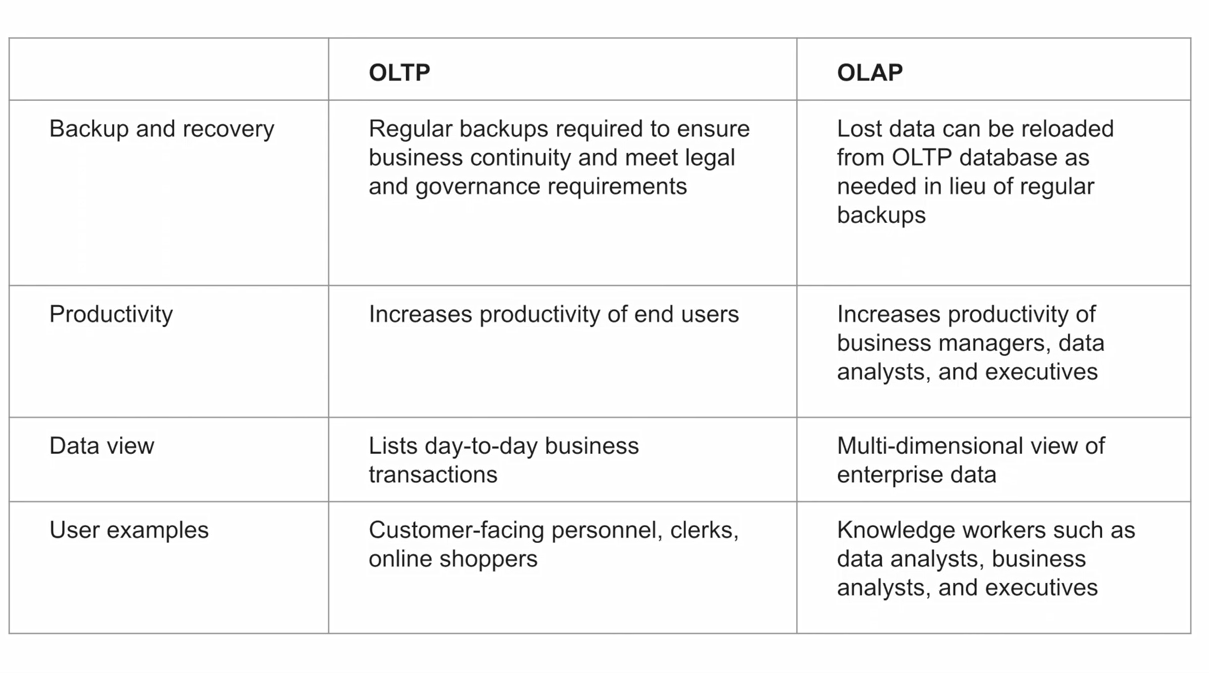 OLTP
OLAP
Backup and recovery
Regular backups required to ensure
business continuity and meet legal
and governance requirements
Lost data can be reloaded
from OLTP database as
needed in lieu of regular
backups
Productivity
Increases productivity of end users
Increases productivity of
business managers, data
analysts, and executives
Data view
Lists day-to-day business
transactions
Multi-dimensional view of
enterprise data
User examples
Customer-facing personnel, clerks,
online shoppers
Knowledge workers such as
data analysts, business
analysts, and executives